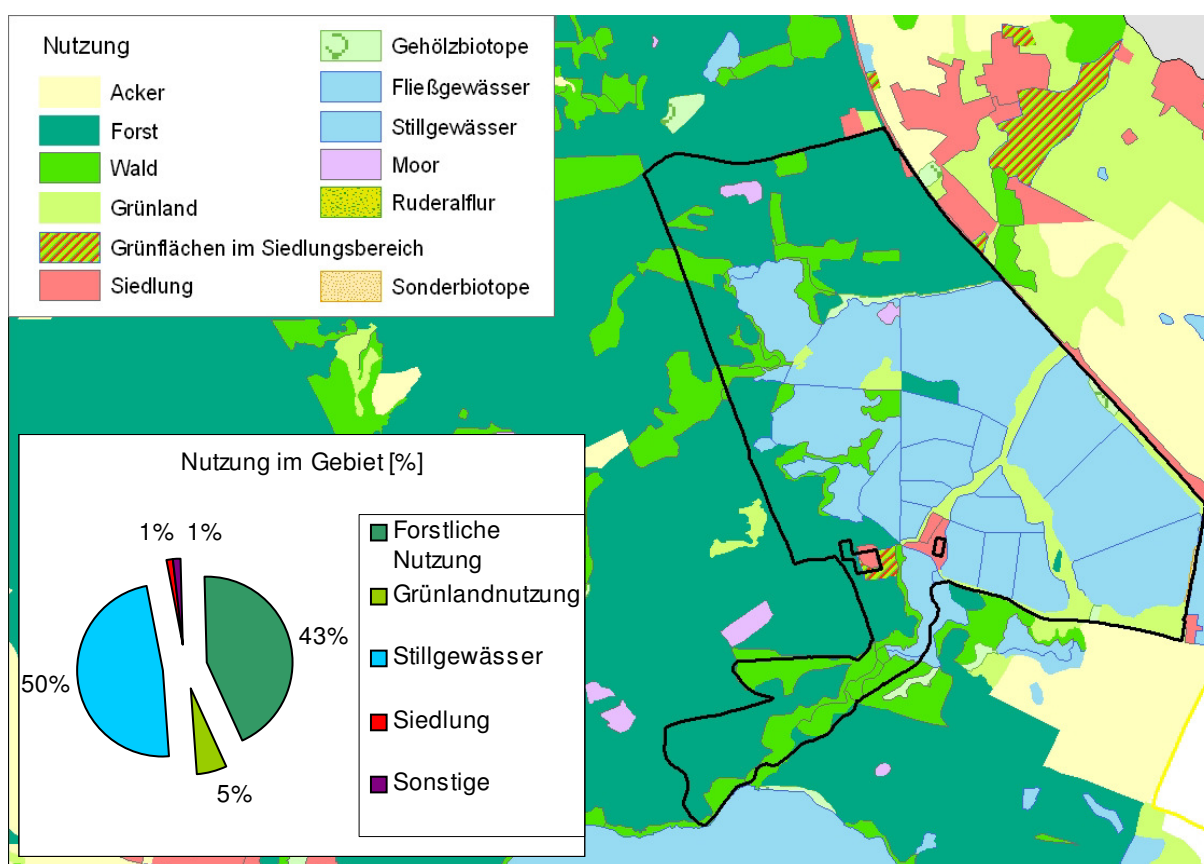 Nutzung
Acker
Forst
Wald
Grünland
Grünflächen im Siedlungsbereich
Siedlung
Gehölzbiotope
Fließgewässer
Stillgewässer
Moor
Ruderalflur
Sonderbiotope
Nutzung im Gebiet [%]
1%
1%
43%
50%
5%
Forstliche
Nutzung
Grünlandnutzung
Stillgewässer
Siedlung
Sonstige